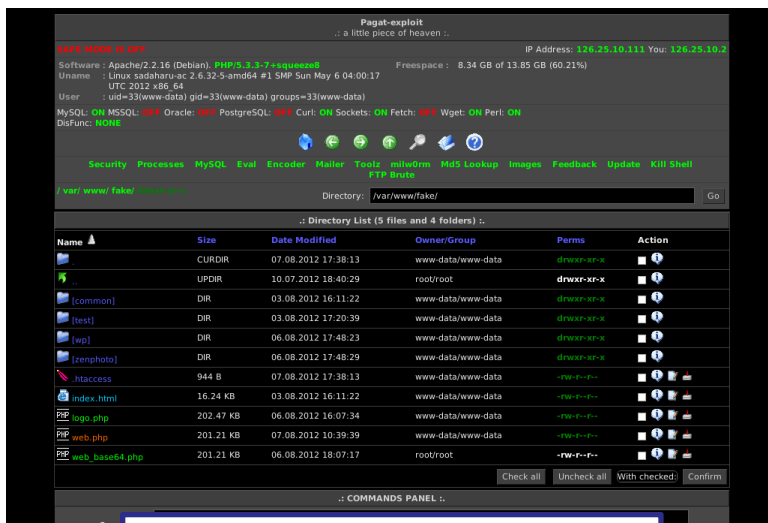 Pagat-exploit
.: a little piece of heaven :.
SAFE MODE IS OFF
IP Address: 126.25.10.111 You: 126.25.10.2
Software : Apache/2.2.16 (Debian). PHP/5.3.3-7+squeeze8 Freespace : 8.34 GB of 13.85 GB (60.21%)
Uname : Linux sadaharu-ac 2.6.32-5-amd64 #1 SMP Sun May 6 04:00:17
UTC 2012 x86_64
User : uid=33(www-data) gid=33(www-data) groups=33(www-data)
MySQL: ON MSSQL: OFF Oracle: OFF PostgreSQL: OFF Curl: ON Sockets: ON Fetch: OFF Wget: ON Perl: ON
DisFunc: NONE
Security Processes MySQL Eval Encoder Mailer Toolz milw0rm Md5 Lookup Images Feedback Update Kill Shell
FTP Brute
/ var/ www/ fake/ Directory: /var/www/fake/ Go
.: Directory List (5 files and 4 folders) :.
Name Size Date Modified Owner/Group Perms Action
. CURDIR 07.08.2012 17:38:13 www-data/www-data drwxr-xr-x
.. UPDIR 10.07.2012 18:40:29 root/root drwxr-xr-x
[common] DIR 03.08.2012 16:11:22 www-data/www-data drwxr-xr-x
[test] DIR 03.08.2012 17:20:39 www-data/www-data drwxr-xr-x
[wp] DIR 06.08.2012 17:48:23 www-data/www-data drwxr-xr-x
[zenphoto] DIR 06.08.2012 17:48:29 www-data/www-data drwxr-xr-x
.htaccess 944 B 07.08.2012 17:38:13 www-data/www-data -rw-r--r--
index.html 16.24 KB 03.08.2012 16:11:22 www-data/www-data -rw-r--r--
PHP logo.php 202.47 KB 06.08.2012 16:07:34 www-data/www-data -rw-r--r--
PHP web.php 201.21 KB 07.08.2012 10:39:39 www-data/www-data -rw-r--r--
PHP web_base64.php 201.21 KB 06.08.2012 18:07:17 root/root -rw-r--r--
Check all Uncheck all With checked: Confirm
.: COMMANDS PANEL :.